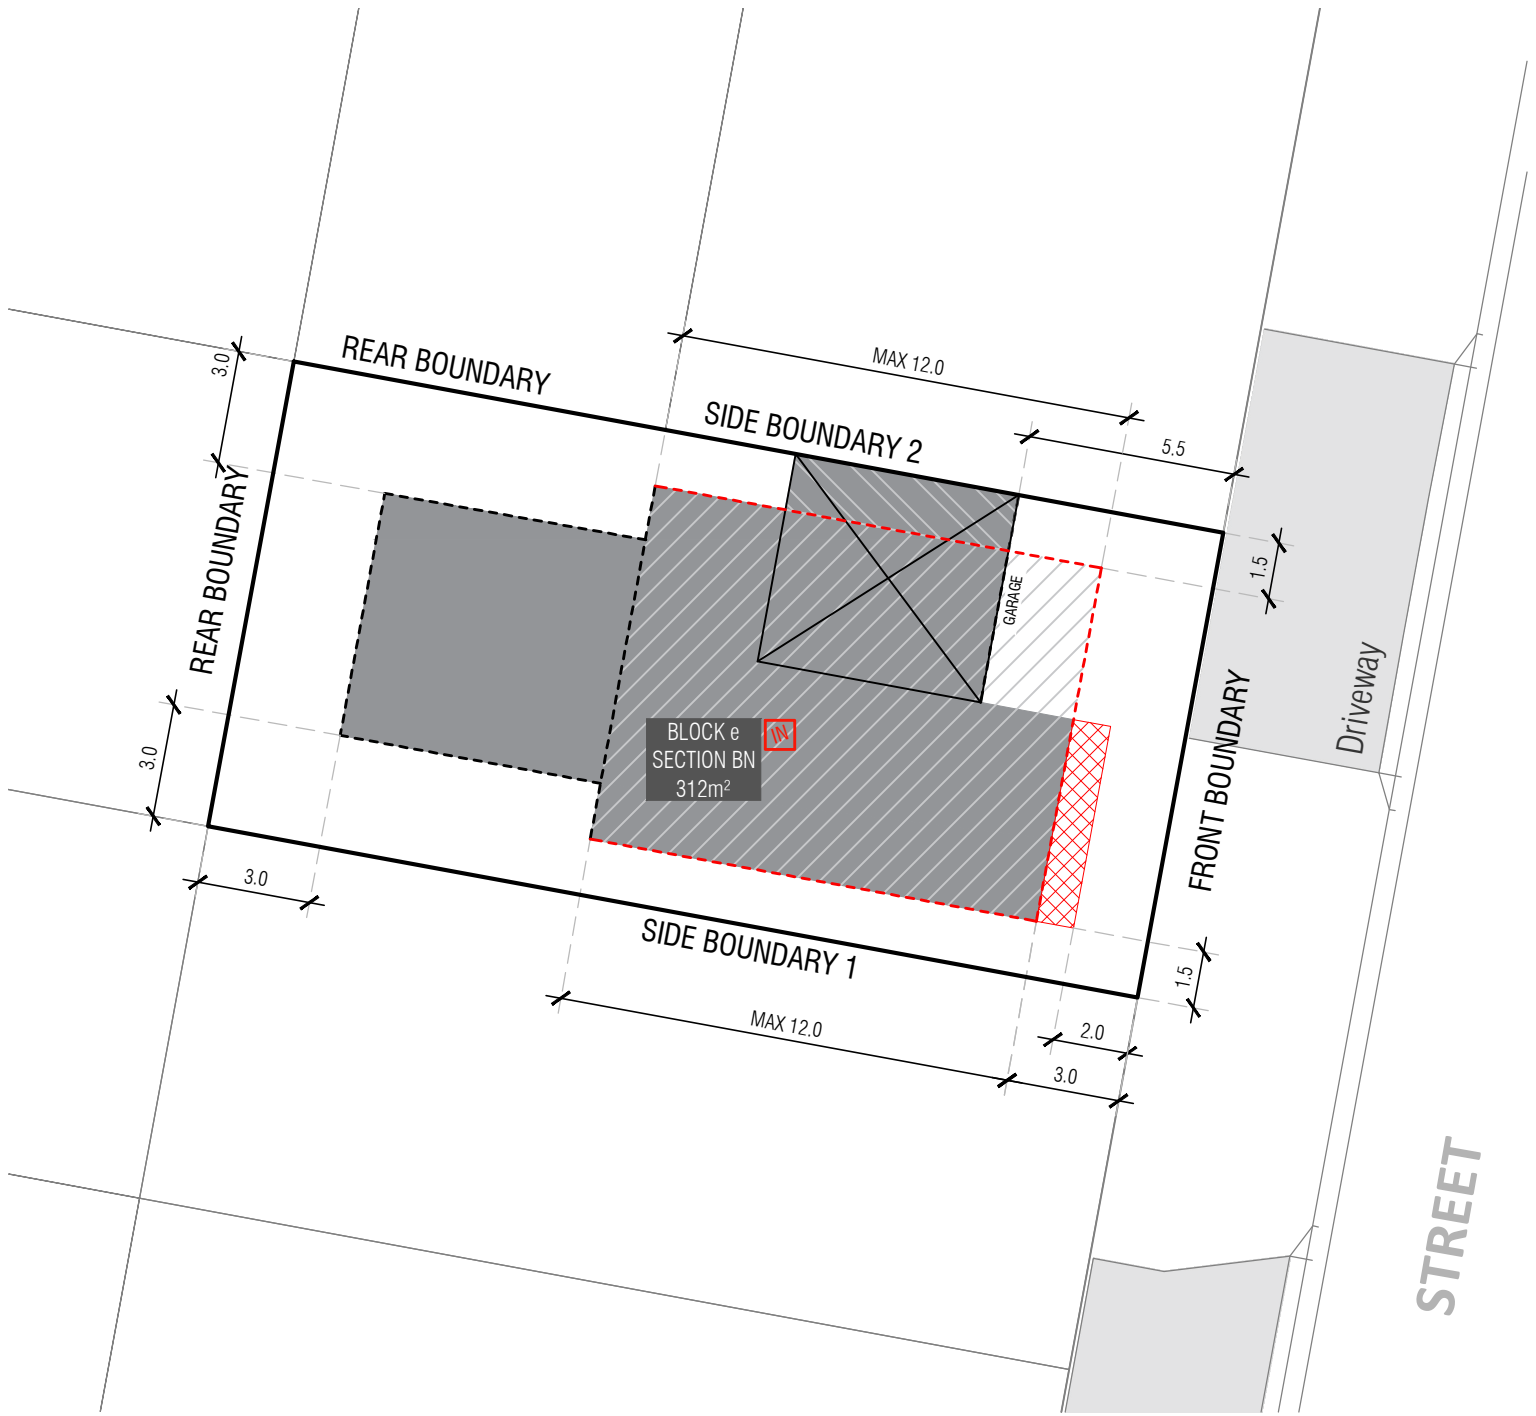 REAR BOUNDARY
MAX 12.0
SIDE BOUNDARY 2
5.5
3.0
REAR BOUNDARY
1.5
GARAGE
Driveway
BLOCK e
SECTION BN
312m²
IN
3.0
FRONT BOUNDARY
3.0
SIDE BOUNDARY 1
1.5
MAX 12.0
2.0
3.0
STREET